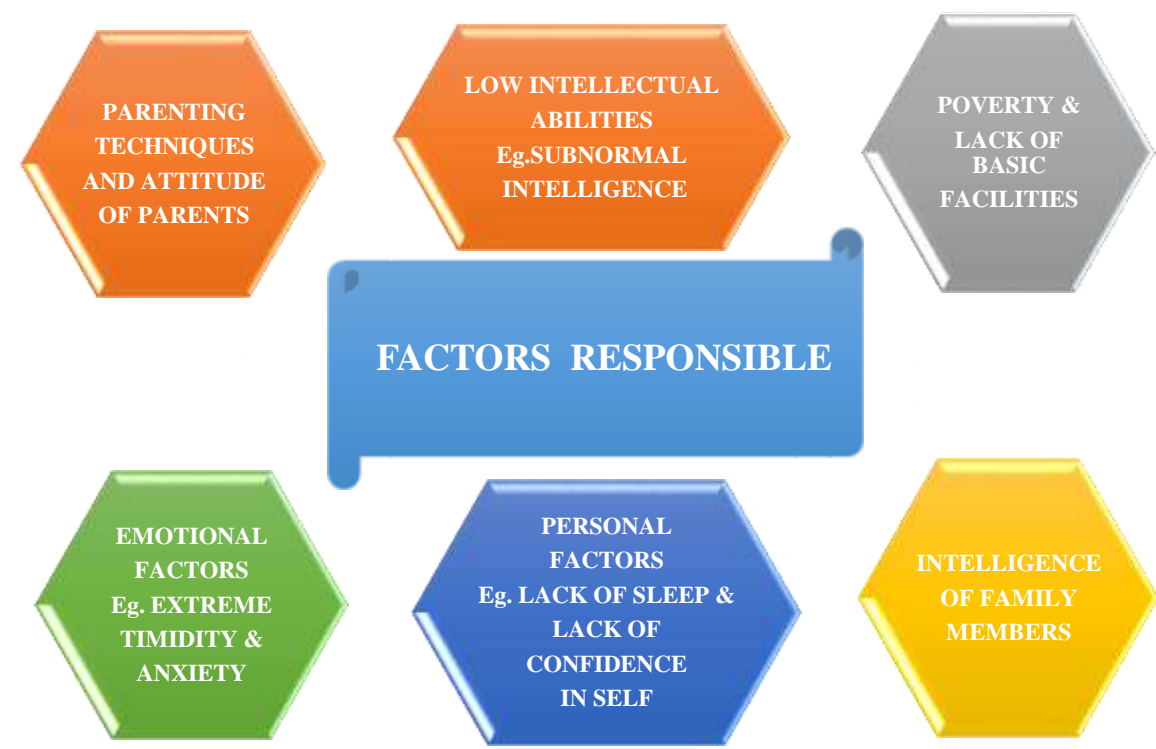 PARENTING
TECHNIQUES
AND ATTITUDE
OF PARENTS
LOW INTELLECTUAL
ABILITIES
Eg.SUBNORMAL
INTELLIGENCE
POVERTY &
LACK OF
BASIC
FACILITIES
FACTORS RESPONSIBLE
EMOTIONAL
FACTORS
Eg. EXTREME
TIMIDITY &
ANXIETY
PERSONAL
FACTORS
Eg. LACK OF SLEEP &
LACK OF
CONFIDENCE
IN SELF
INTELLIGENCE
OF FAMILY
MEMBERS